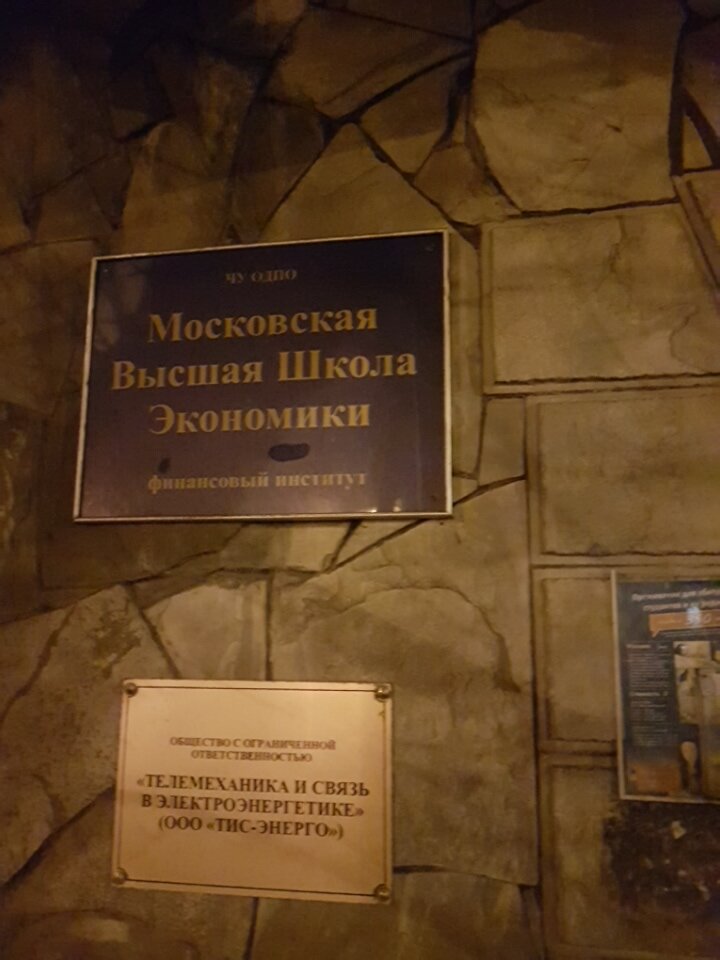 ЧУ ОДПО
Московская
Высшая Школа
Экономики
финансовый институт
ОБЩЕСТВО С ОГРАНИЧЕННОЙ
ОТВЕТСТВЕННОСТЬЮ
«ТЕЛЕМЕХАНИКА И СВЯЗЬ
В ЭЛЕКТРОЭНЕРГЕТИКЕ»
(ООО «ТИС-ЭНЕРГО»)